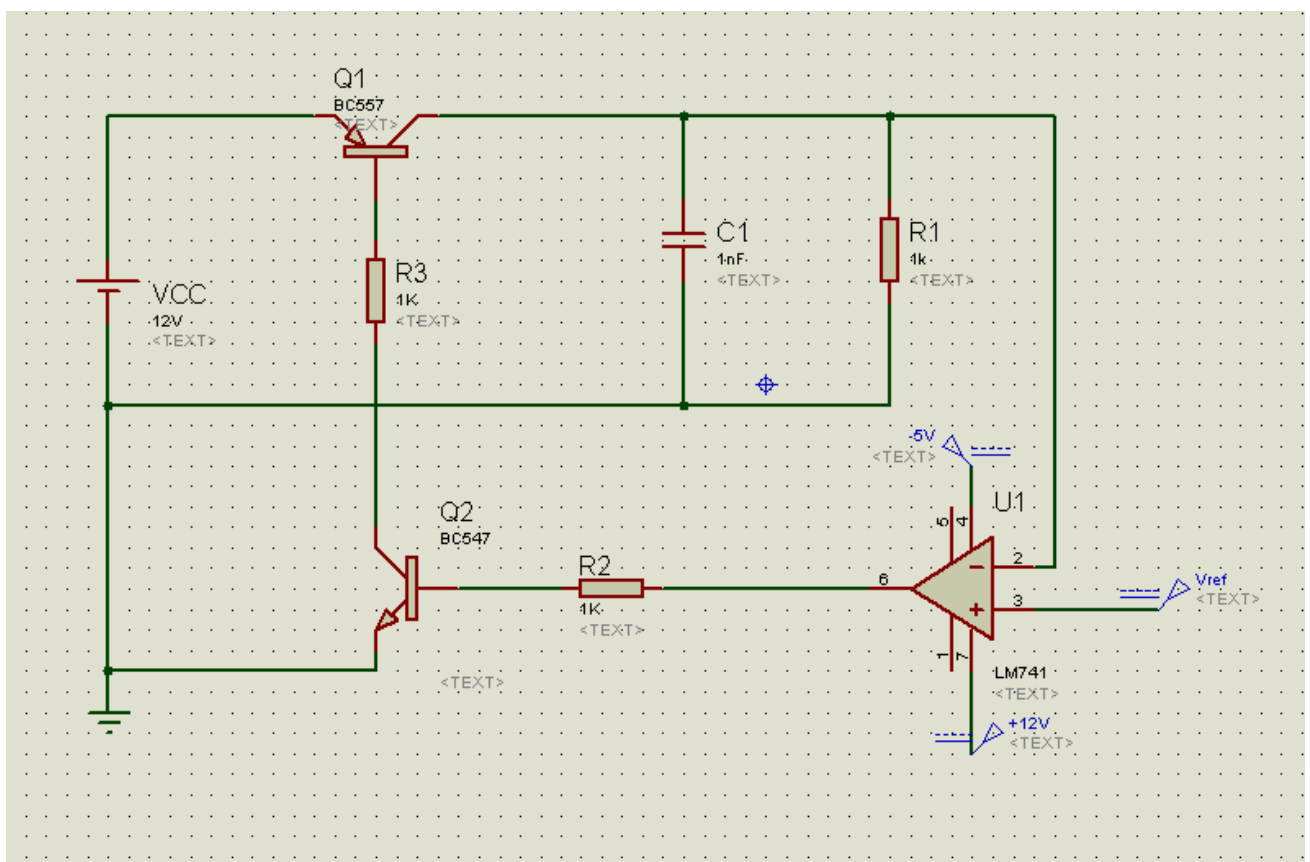 Q1
BC557
<TEXT>
C1
1nF
<TEXT>
R1
1k
<TEXT>
R3
1K
<TEXT>
VCC
12V
<TEXT>
-5V
<TEXT>
U1
5
4
2
3
6
1
7
Vref
<TEXT>
Q2
BC547
<TEXT>
R2
1K
<TEXT>
LM741
<TEXT>
+12V
<TEXT>